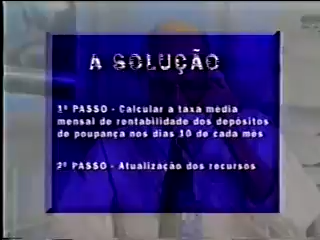 A SOLUÇÃO
1º PASSO - Calcular a taxa média
mensal de rentabilidade dos depósitos
de poupança nos dias 10 de cada mês
2º PASSO - Atualização dos recursos